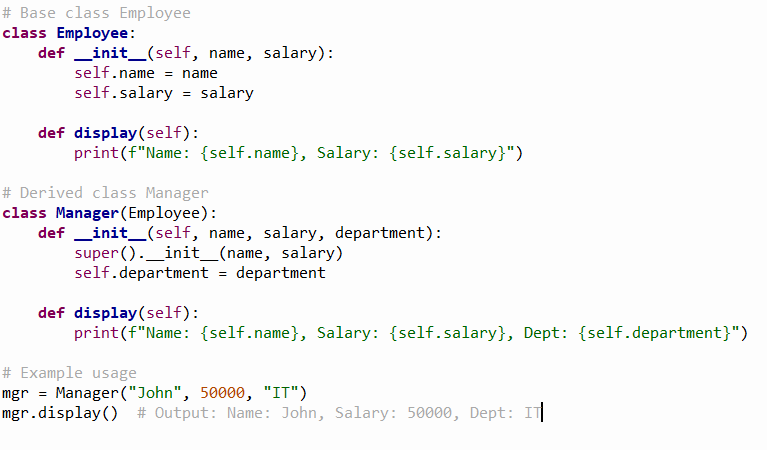 # Base class Employee
class Employee:
    def __init__(self, name, salary):
        self.name = name
        self.salary = salary

    def display(self):
        print(f"Name: {self.name}, Salary: {self.salary}")

# Derived class Manager
class Manager(Employee):
    def __init__(self, name, salary, department):
        super().__init__(name, salary)
        self.department = department

    def display(self):
        print(f"Name: {self.name}, Salary: {self.salary}, Dept: {self.department}")

# Example usage
mgr = Manager("John", 50000, "IT")
mgr.display()  # Output: Name: John, Salary: 50000, Dept: IT